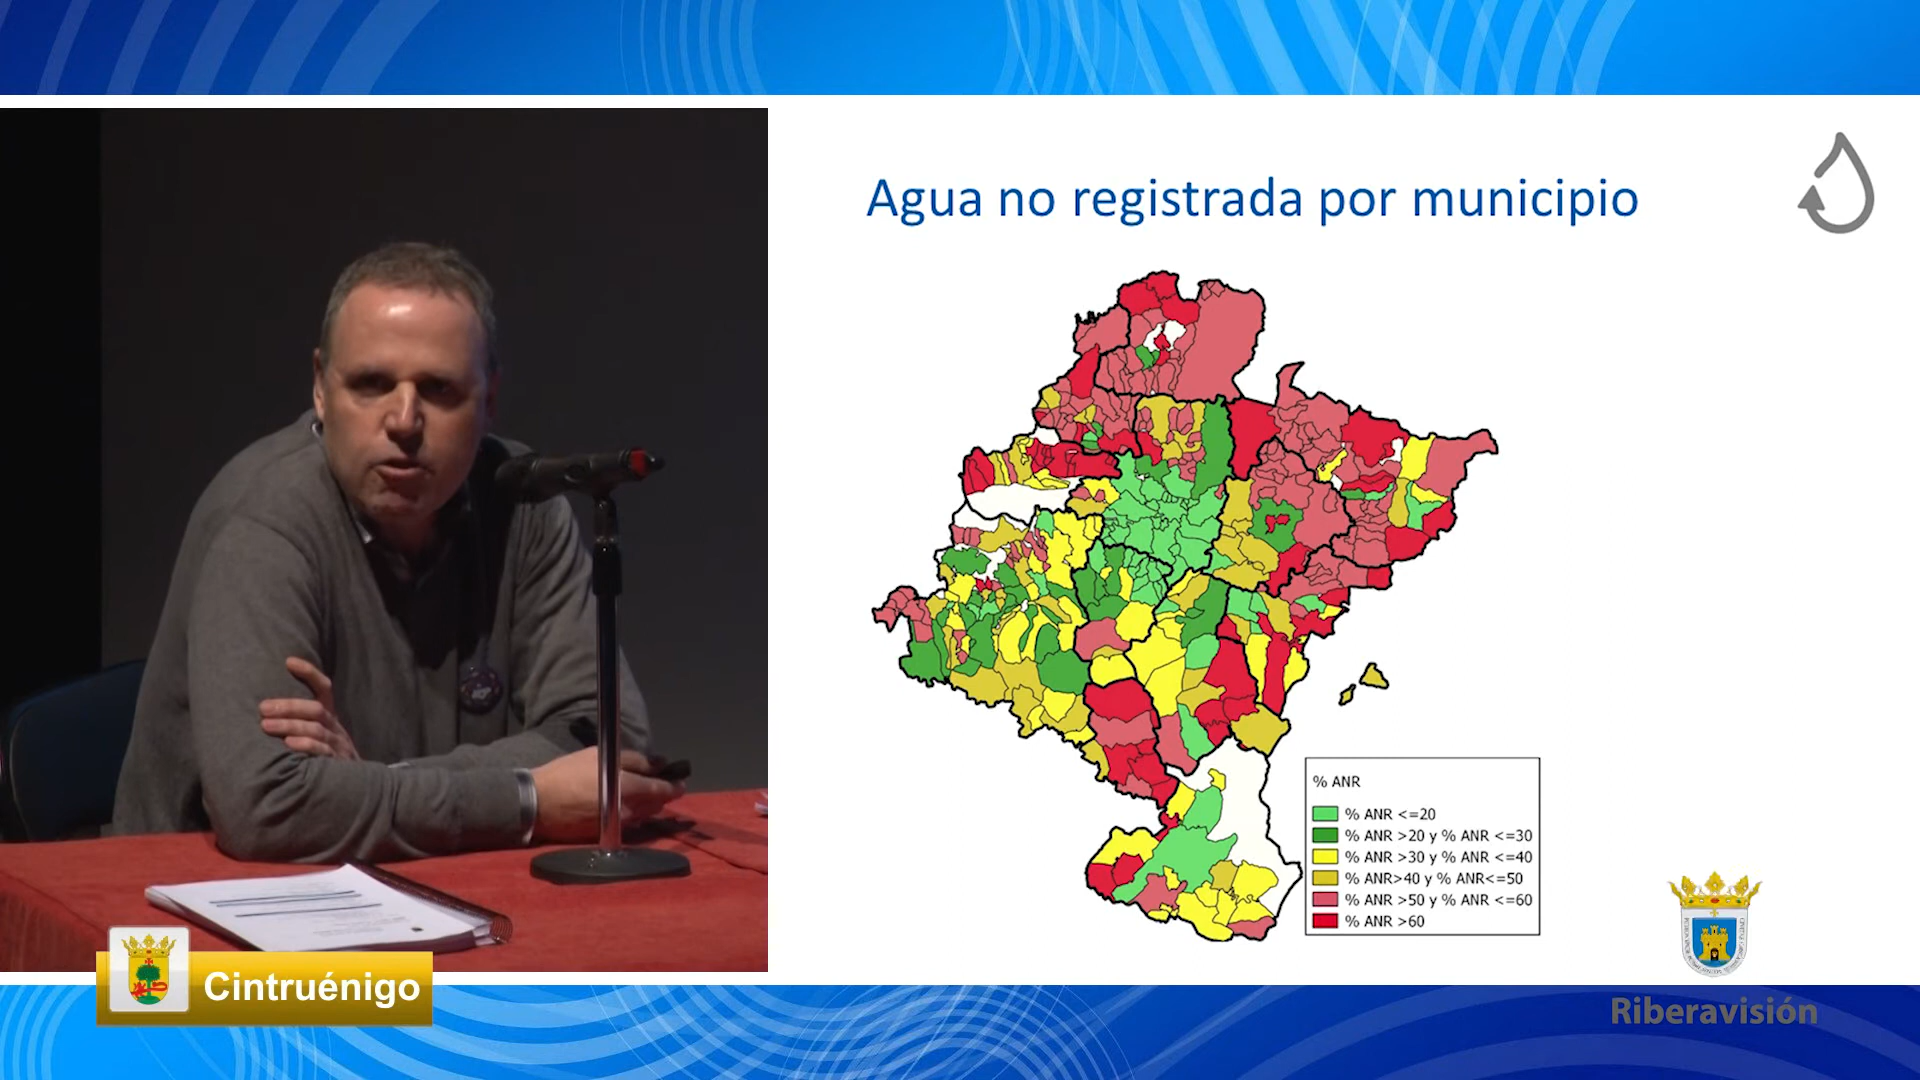 Agua no registrada por municipio
% ANR
% ANR <=20
% ANR >20 y % ANR <=30
% ANR >30 y % ANR <=40
% ANR>40 y % ANR<=50
% ANR >50 y % ANR <=60
% ANR >60
Cintruénigo
Riberavisión